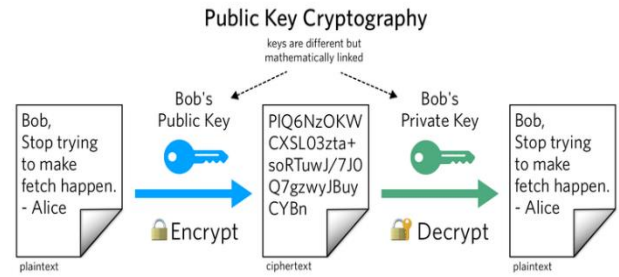 Public Key Cryptography
keys are different but
mathematically linked
Bob's
Public Key
Bob's
Private Key
Bob,
Stop trying
to make
fetch happen.
- Alice
plaintext
Encrypt
PlQ6NzOKW
CXSL03zta+
soRTuwJ/7J0
Q7gzwyJBuy
CYBn
ciphertext
Decrypt
Bob,
Stop trying
to make
fetch happen.
- Alice
plaintext